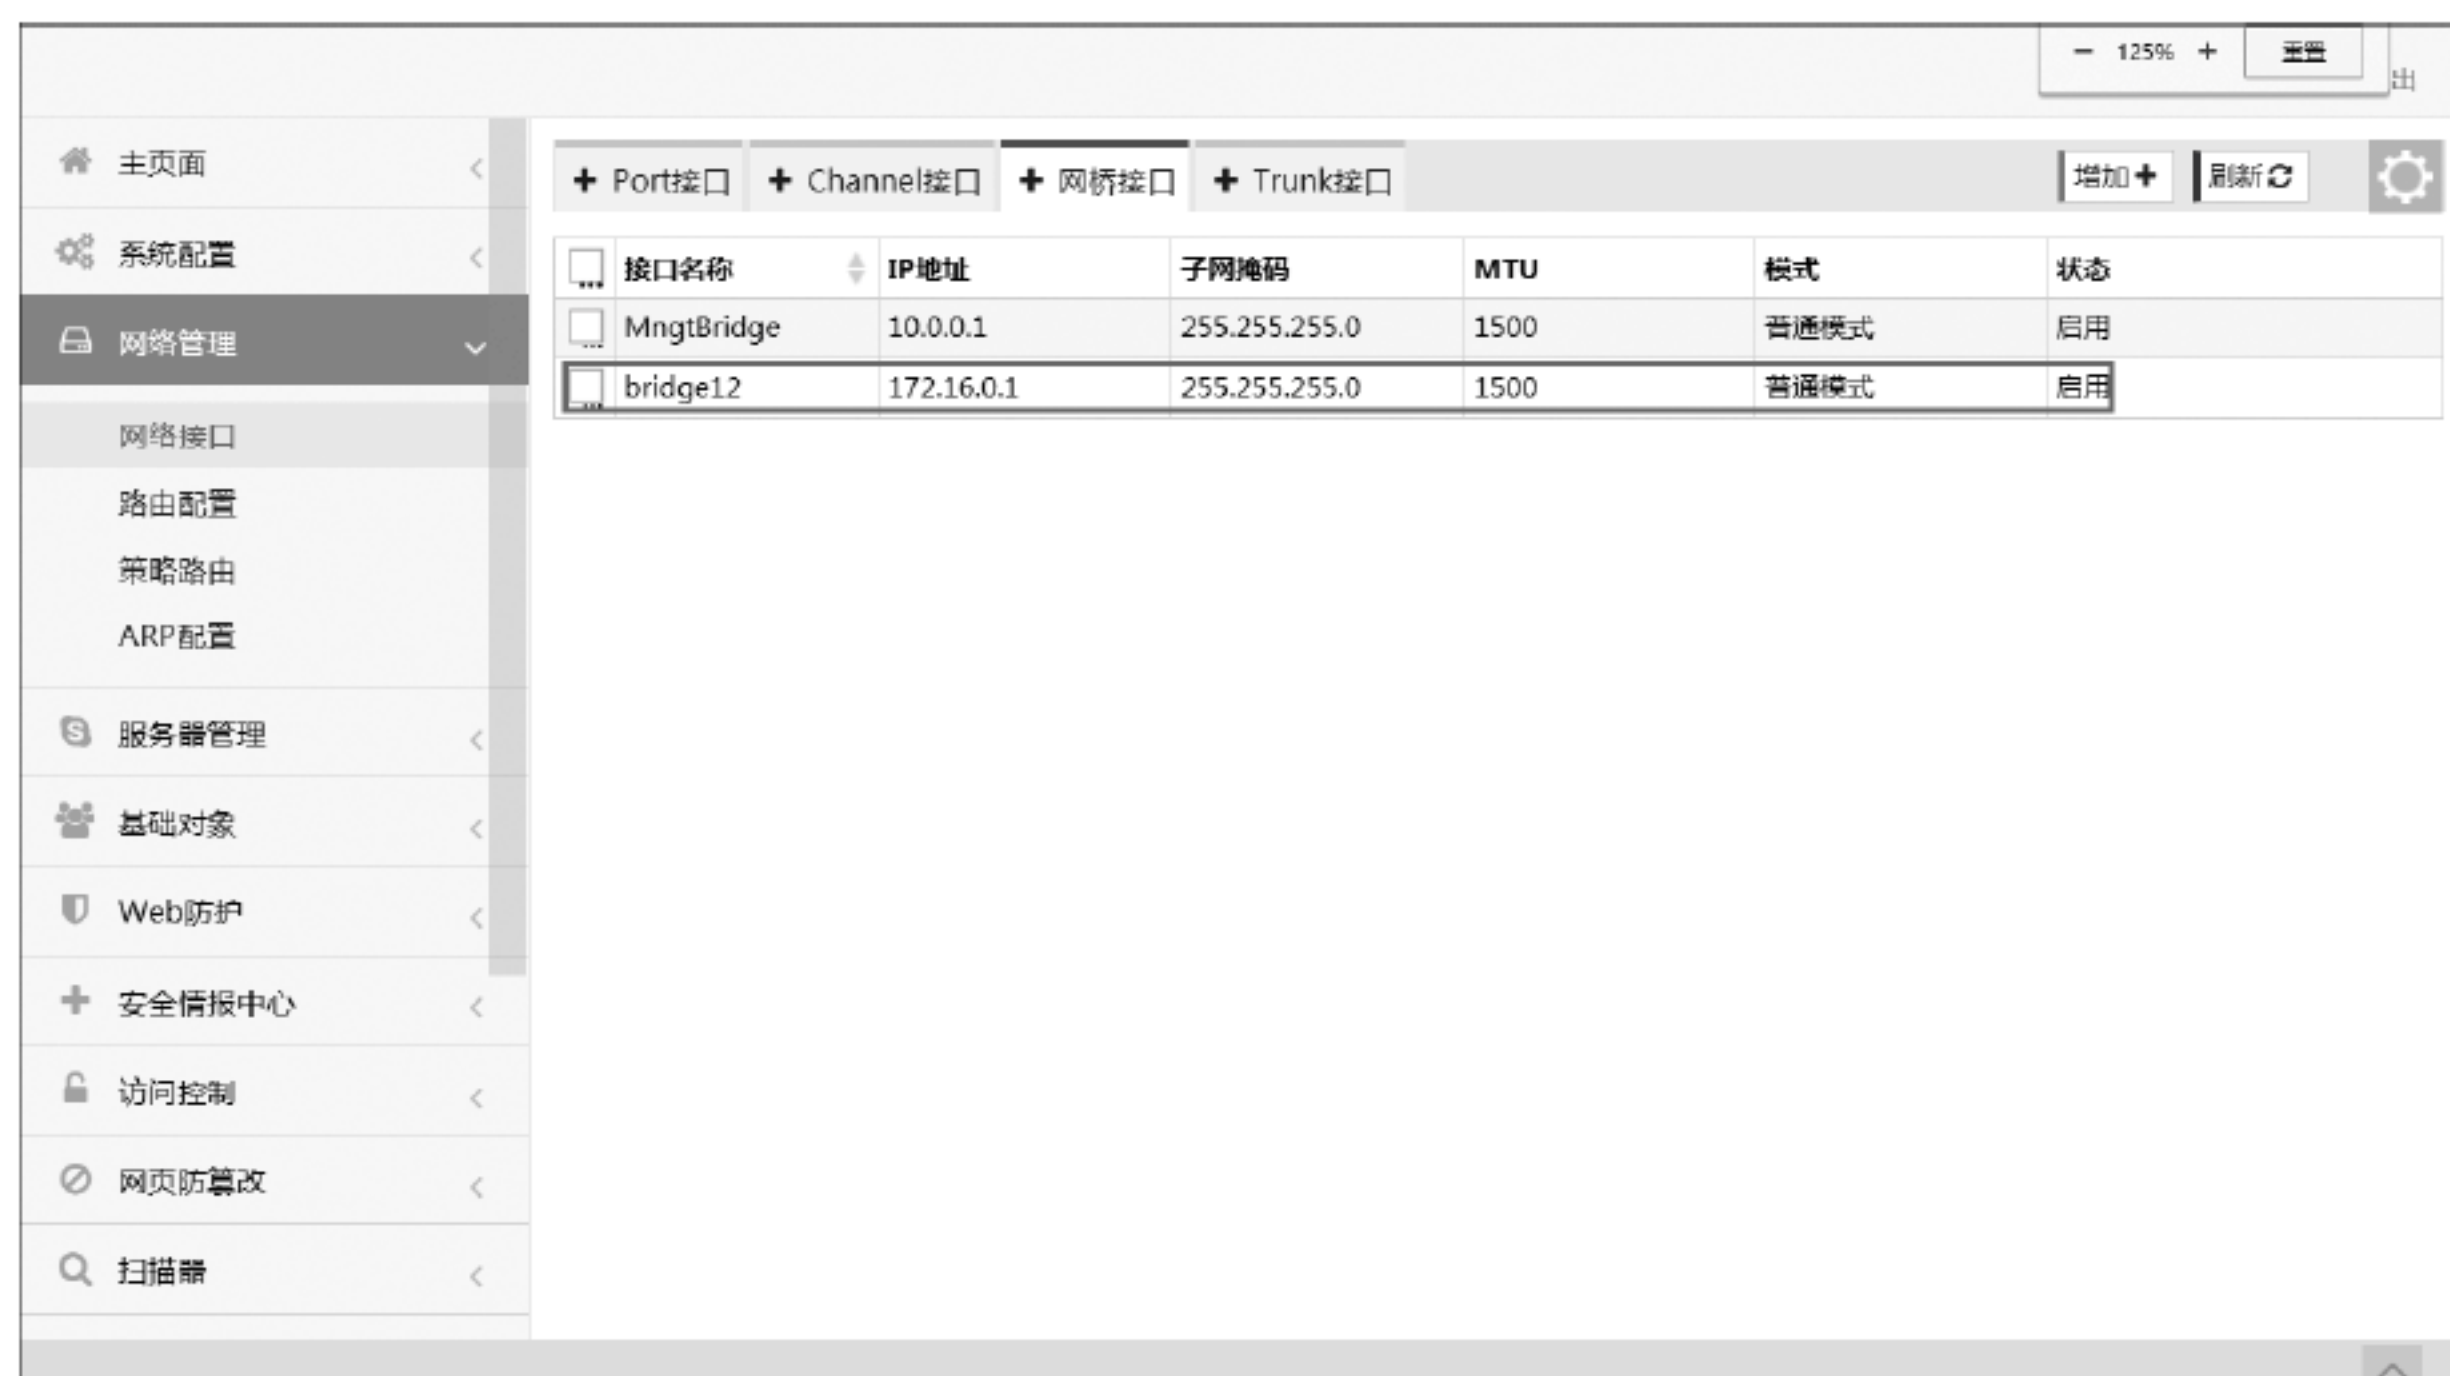 − 125% + 重置
出
主页面
系统配置
网络管理
网络接口
路由配置
策略路由
ARP配置
服务器管理
基础对象
Web防护
安全情报中心
访问控制
网页防篡改
扫描器
+ Port接口 + Channel接口 + 网桥接口 + Trunk接口 增加+ 刷新
接口名称 IP地址 子网掩码 MTU 模式 状态
MngtBridge 10.0.0.1 255.255.255.0 1500 普通模式 启用
bridge12 172.16.0.1 255.255.255.0 1500 普通模式 启用